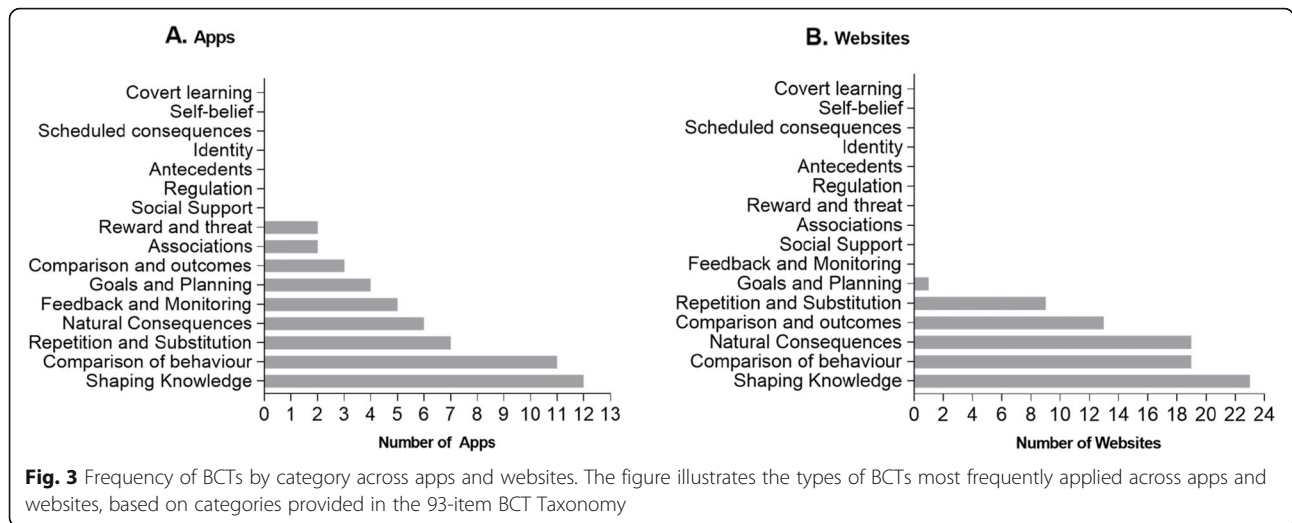 A. Apps
Covert learning
Self-belief
Scheduled consequences
Identity
Antecedents
Regulation
Social Support
Reward and threat
Associations
Comparison and outcomes
Goals and Planning
Feedback and Monitoring
Natural Consequences
Repetition and Substitution
Comparison of behaviour
Shaping Knowledge
0 1 2 3 4 5 6 7 8 9 10 11 12 13
Number of Apps
B. Websites
Covert learning
Self-belief
Scheduled consequences
Identity
Antecedents
Regulation
Reward and threat
Associations
Social Support
Feedback and Monitoring
Goals and Planning
Repetition and Substitution
Comparison and outcomes
Natural Consequences
Comparison of behaviour
Shaping Knowledge
0 2 4 6 8 10 12 14 16 18 20 22 24
Number of Websites
Fig. 3 Frequency of BCTs by category across apps and websites. The figure illustrates the types of BCTs most frequently applied across apps and
websites, based on categories provided in the 93-item BCT Taxonomy